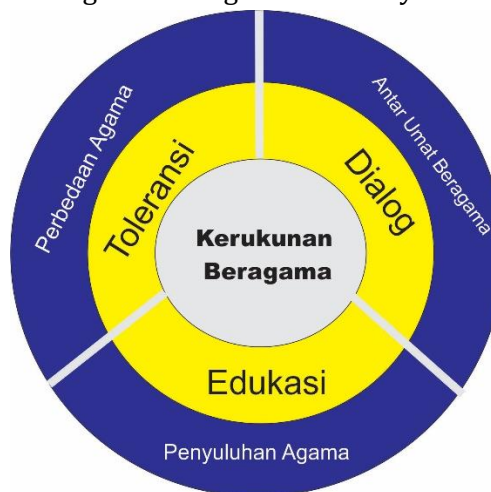 Perbedaan Agama
Toleransi
Antar Umat Beragama
Dialog
Kerukunan
Beragama
Edukasi
Penyuluhan Agama